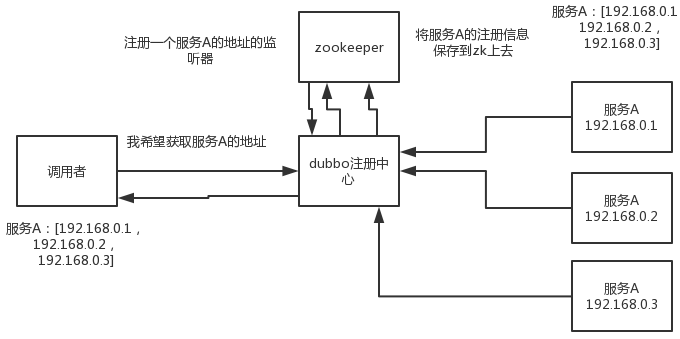 服务A：[192.168.0.1
192.168.0.2，
192.168.0.3]
注册一个服务A的地址的监
听器
zookeeper
将服务A的注册信息
保存到zk上去
服务A
192.168.0.1
我希望获取服务A的地址
调用者
dubbo注册中
心
服务A
192.168.0.2
服务A：[192.168.0.1，
192.168.0.2，
192.168.0.3]
服务A
192.168.0.3